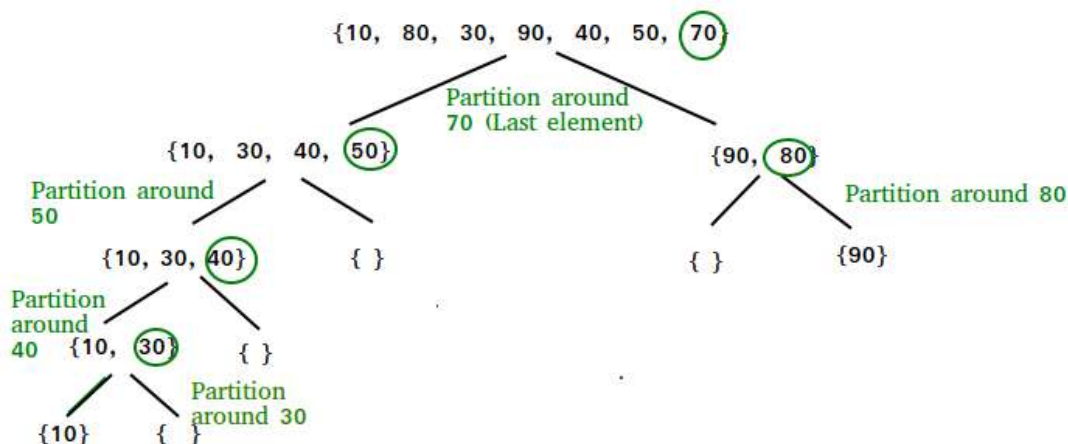 {10, 80, 30, 90, 40, 50, 70}
Partition around
70 (Last element)
{10, 30, 40, 50}
{90, 80}
Partition around
50
Partition around 80
{10, 30, 40}
{ }
{ }
{90}
Partition
around
40
{10, 30}
{ }
Partition
around 30
{10}
{ }